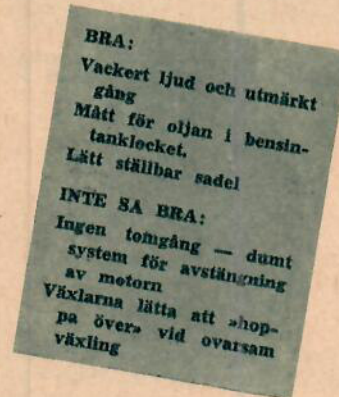 BRA:
Vackert ljud och utmärkt
gång
Mått för oljan i bensin-
tanklocket.
Lätt ställbar sadel
INTE SA BRA:
Ingen tomgång — dumt
system för avstängning
av motorn
Växlarna lätta att »hop-
pa över» vid ovarsam
växling